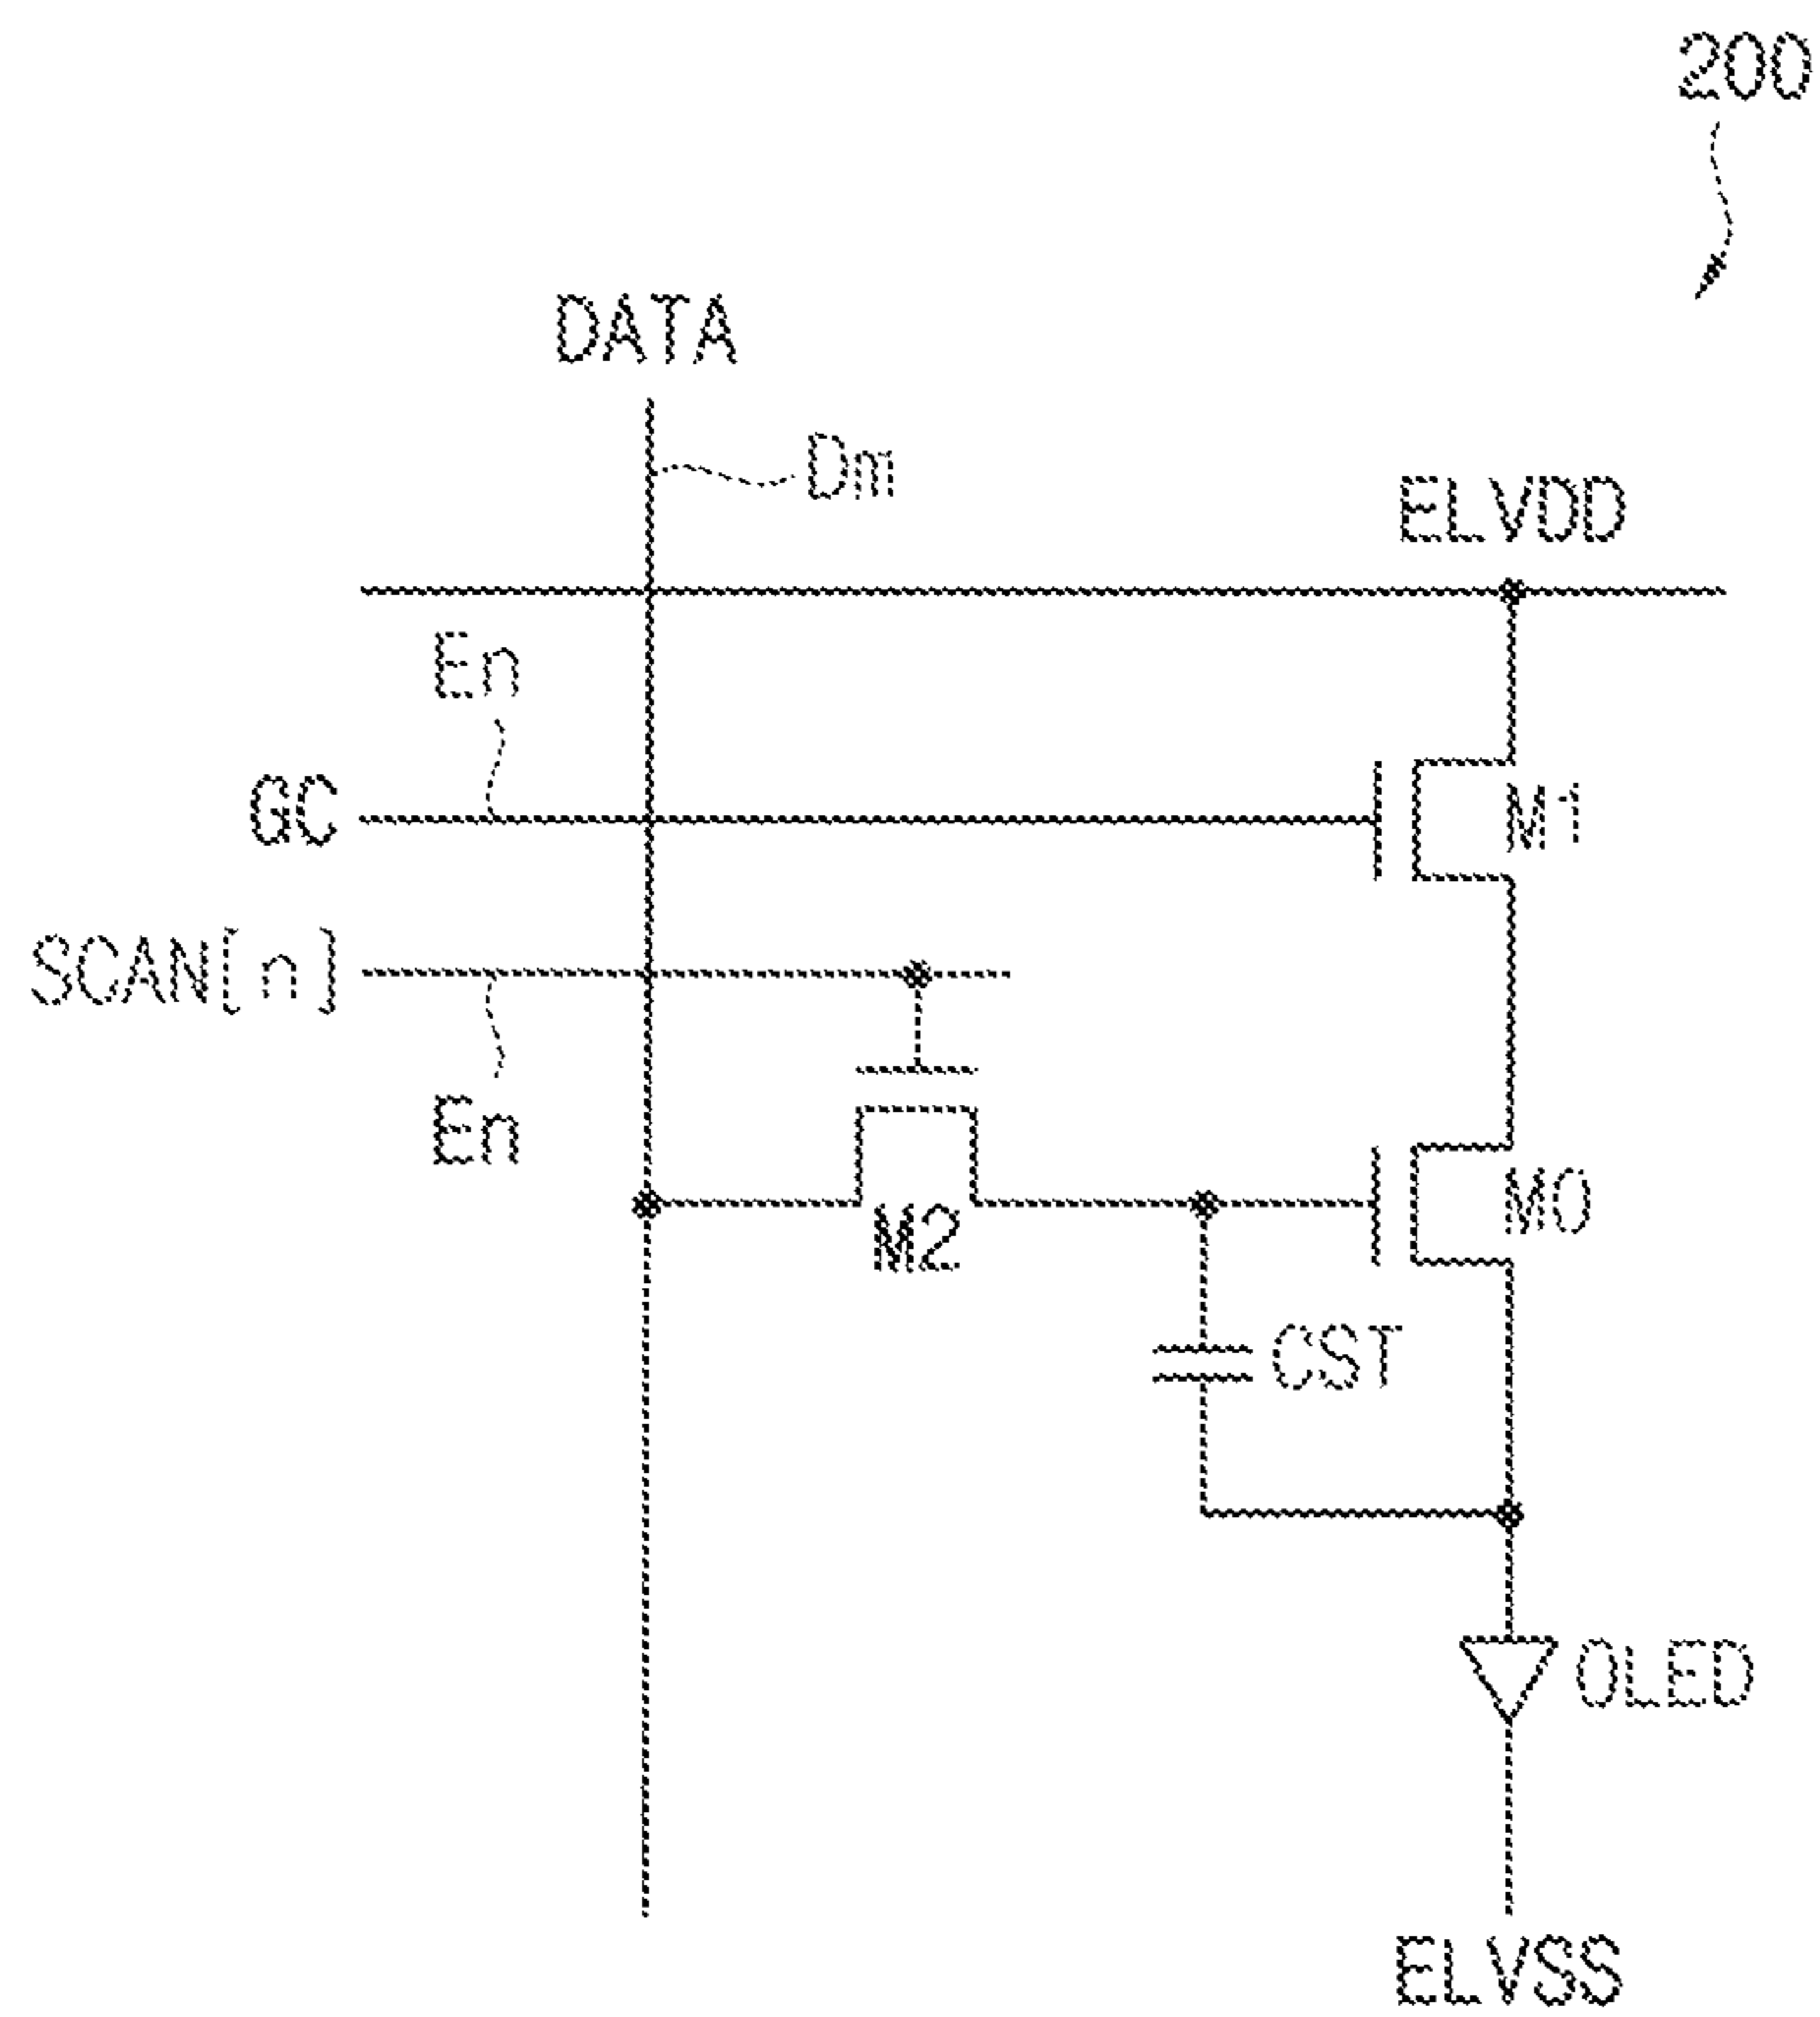 200
DATA
Dm
ELVDD
En
GC
M1
SCAN[n]
En
M2
M0
CST
OLED
ELVSS